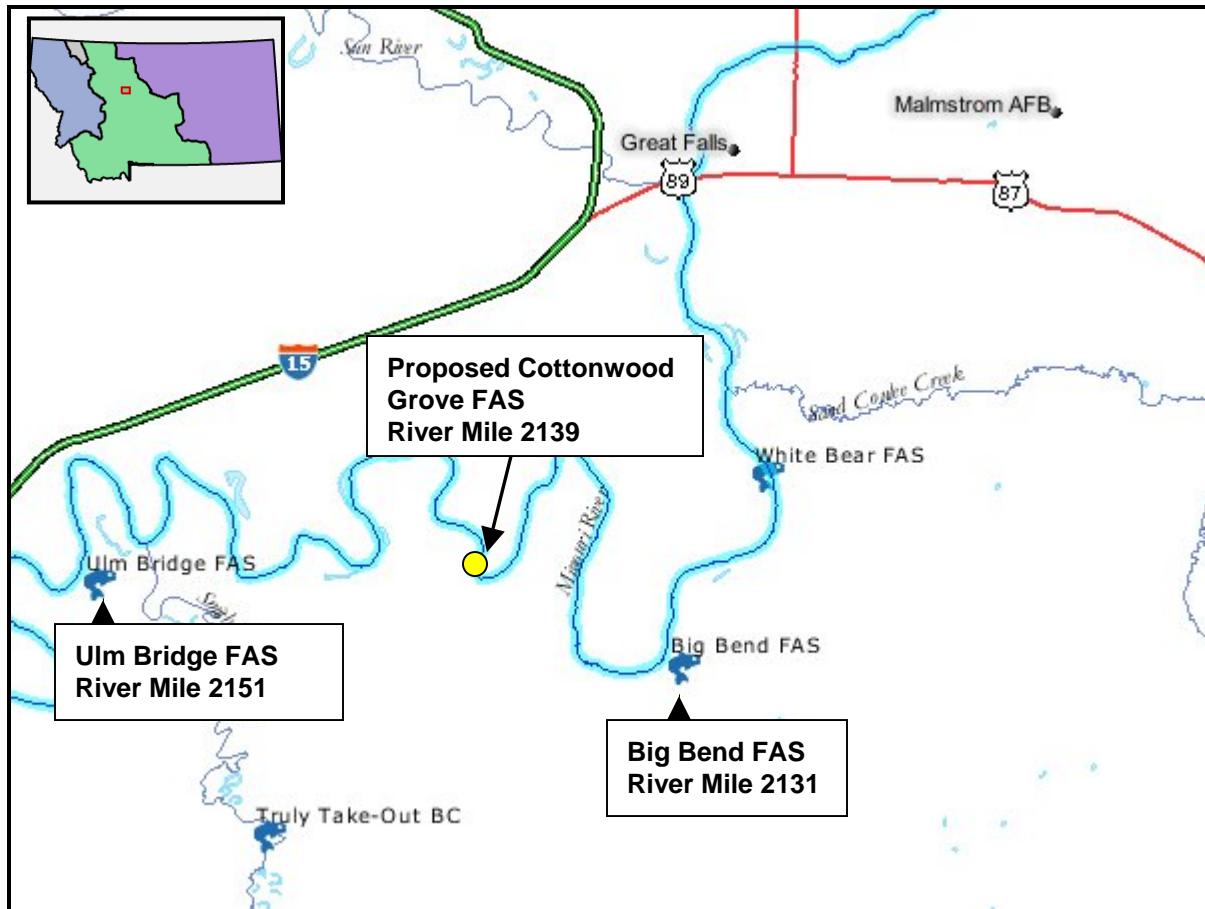 Sun River
Malmstrom AFB
Great Falls
89
87
15
Proposed Cottonwood
Grove FAS
River Mile 2139
Sand Coulee Creek
White Bear FAS
Missouri River
Ulm Bridge FAS
Big Bend FAS
Ulm Bridge FAS
River Mile 2151
Big Bend FAS
River Mile 2131
Truly Take-Out BC